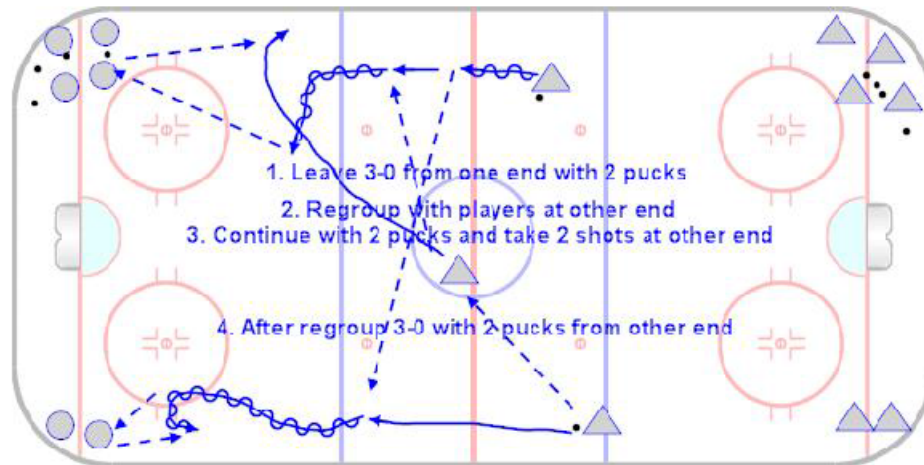 1. Leave 3-0 from one end with 2 pucks
2. Regroup with players at other end
3. Continue with 2 pucks and take 2 shots at other end
4. After regroup 3-0 with 2 pucks from other end